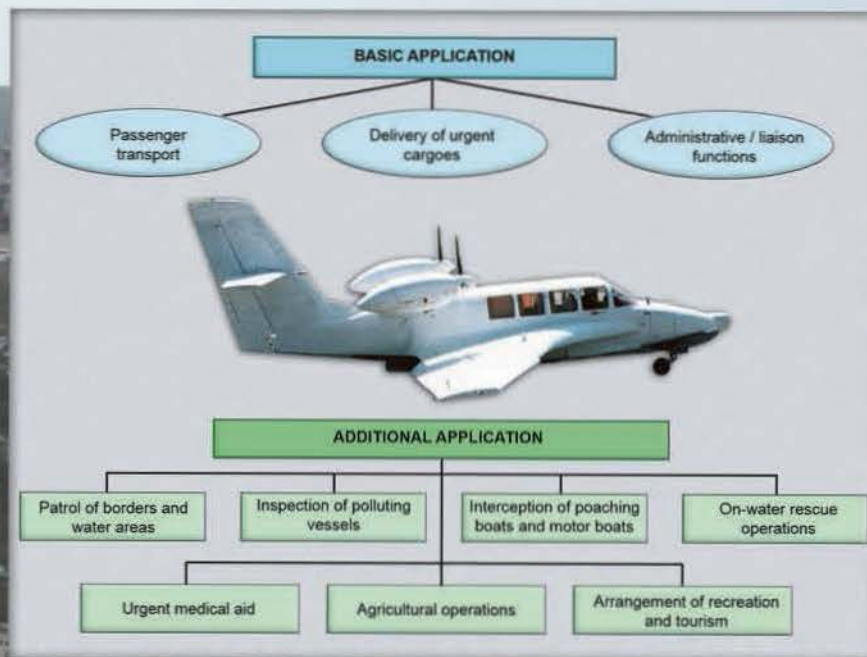 BASIC APPLICATION
Passenger
transport
Delivery of urgent
cargoes
Administrative / liaison
functions
ADDITIONAL APPLICATION
Patrol of borders and
water areas
Inspection of polluting
vessels
Interception of poaching
boats and motor boats
On-water rescue
operations
Urgent medical aid
Agricultural operations
Arrangement of recreation
and tourism